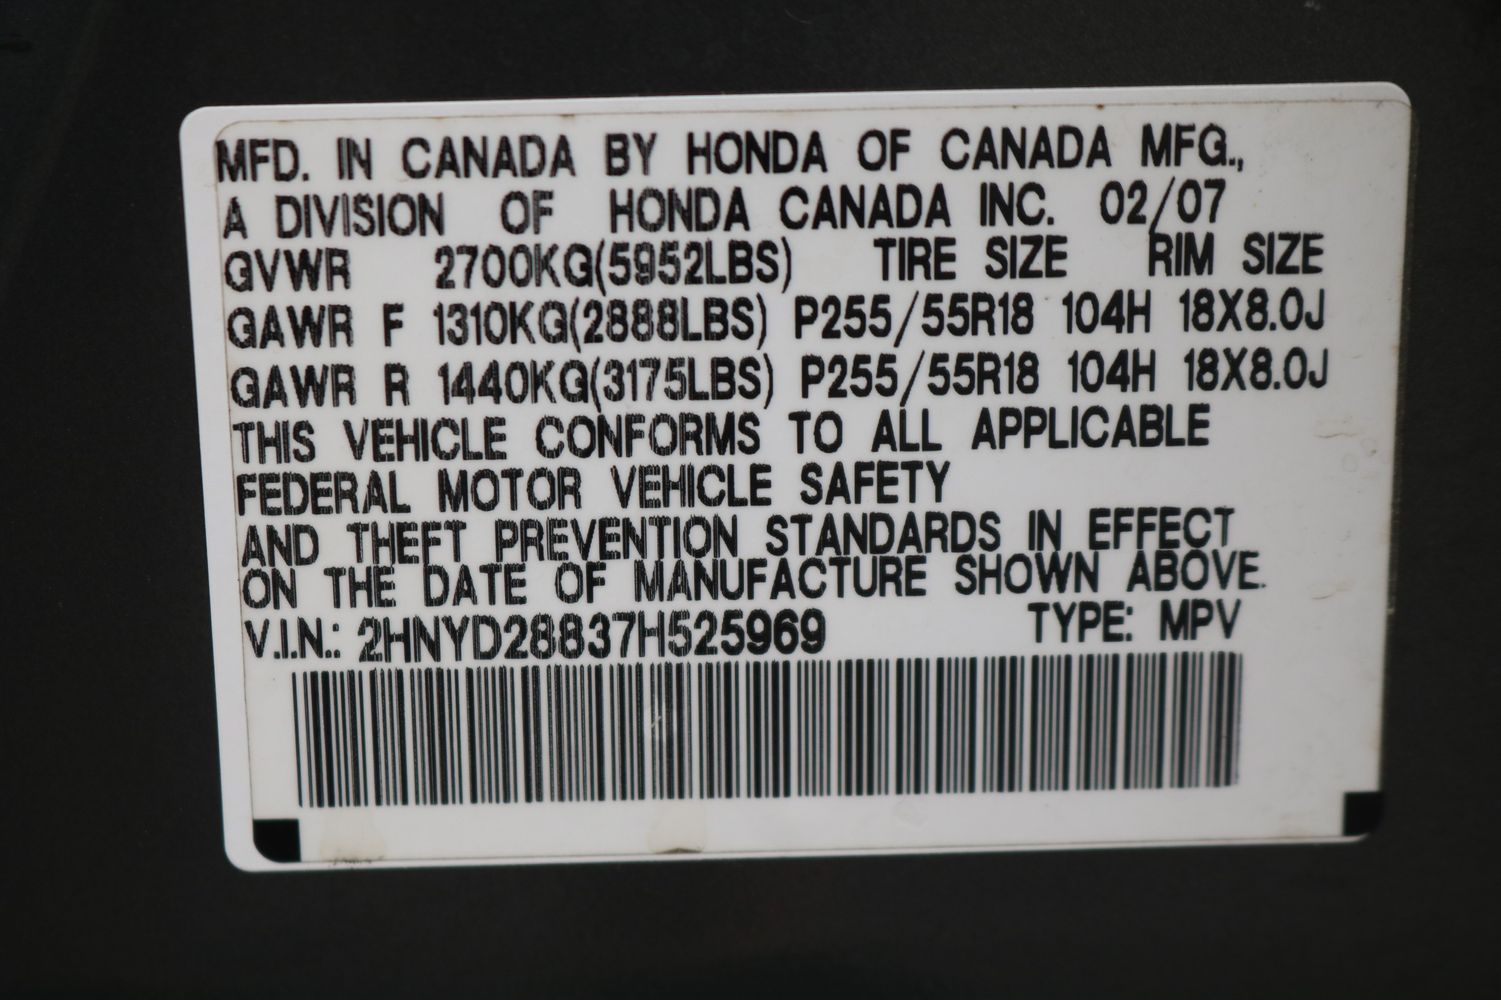 MFD. IN CANADA BY HONDA OF CANADA MFG.,
A DIVISION OF HONDA CANADA INC. 02/07
GVWR 2700KG(5952LBS) TIRE SIZE RIM SIZE
GAWR F 1310KG(2888LBS) P255/55R18 104H 18X8.0J
GAWR R 1440KG(3175LBS) P255/55R18 104H 18X8.0J
THIS VEHICLE CONFORMS TO ALL APPLICABLE
FEDERAL MOTOR VEHICLE SAFETY
AND THEFT PREVENTION STANDARDS IN EFFECT
ON THE DATE OF MANUFACTURE SHOWN ABOVE.
V.I.N.: 2HNYD28837H525969 TYPE: MPV